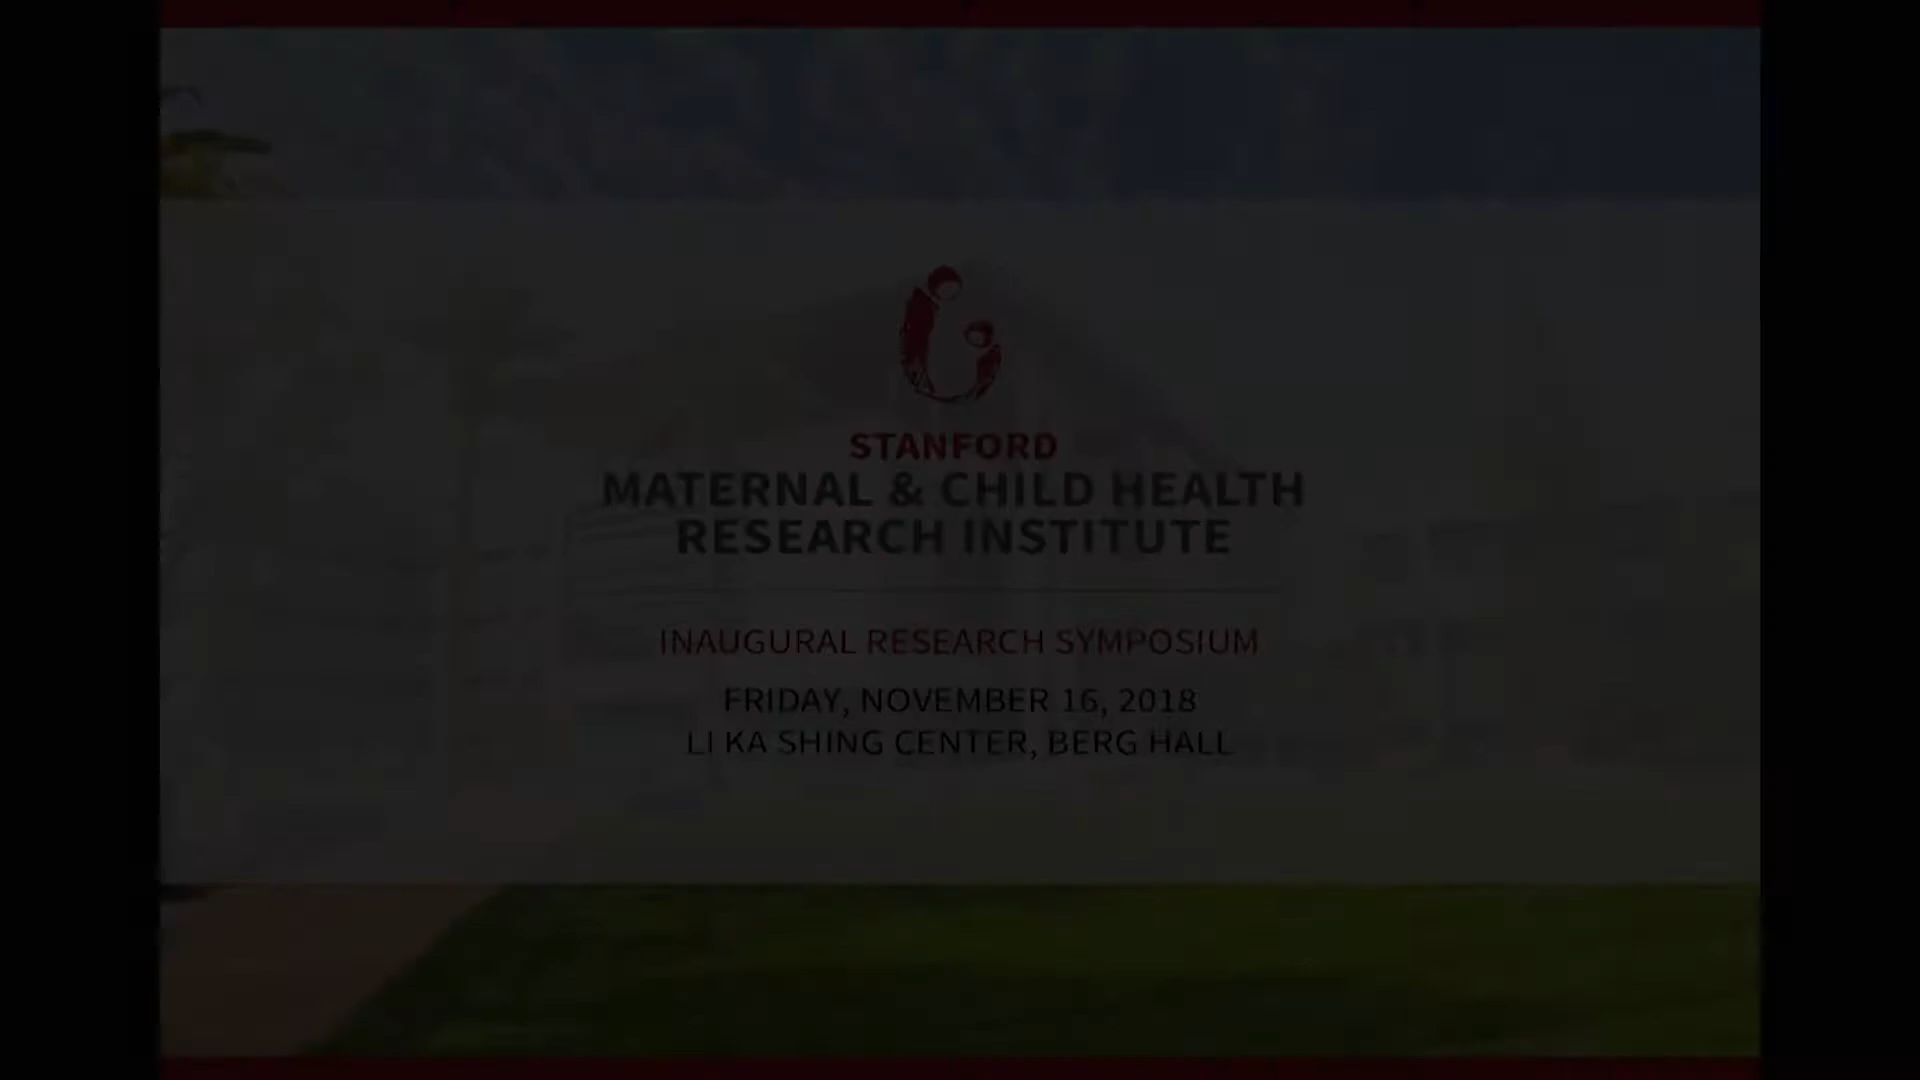 STANFORD
MATERNAL & CHILD HEALTH
RESEARCH INSTITUTE
INAUGURAL RESEARCH SYMPOSIUM
FRIDAY, NOVEMBER 16, 2018
LI KA SHING CENTER, BERG HALL